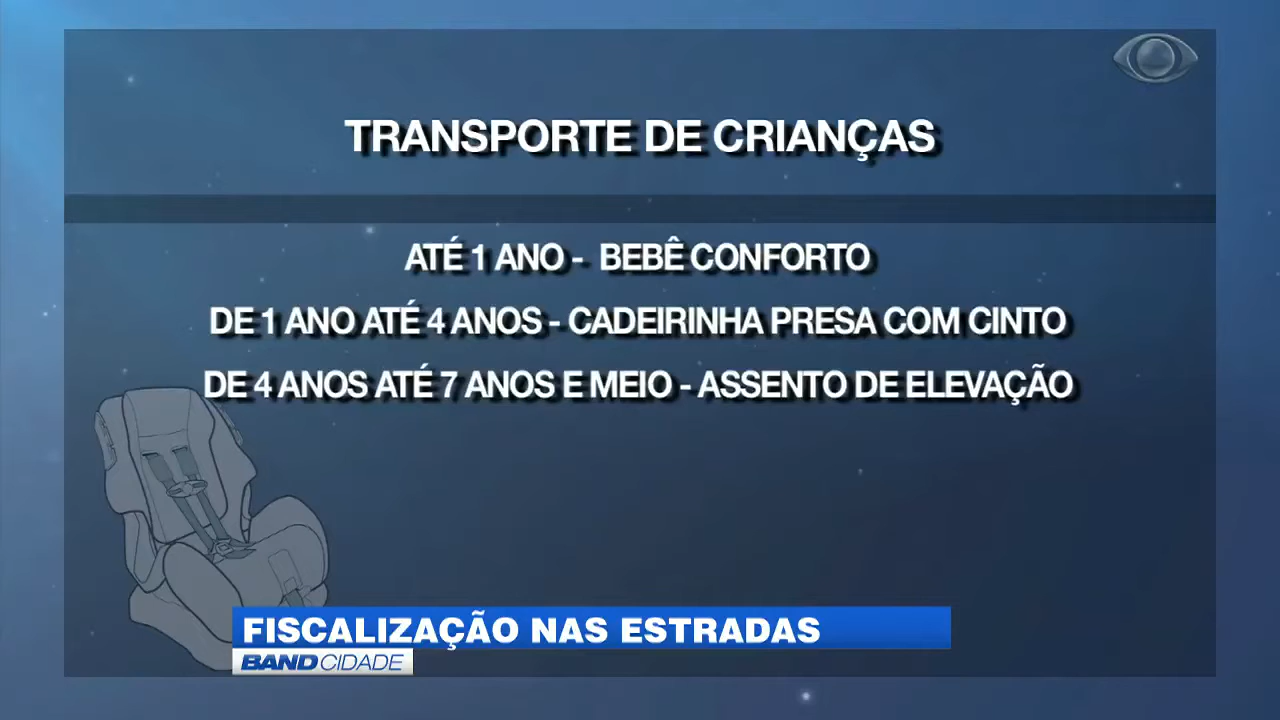 TRANSPORTE DE CRIANÇAS
ATÉ 1 ANO - BEBÊ CONFORTO
DE 1 ANO ATÉ 4 ANOS - CADEIRINHA PRESA COM CINTO
DE 4 ANOS ATÉ 7 ANOS E MEIO - ASSENTO DE ELEVAÇÃO
FISCALIZAÇÃO NAS ESTRADAS
BAND CIDADE